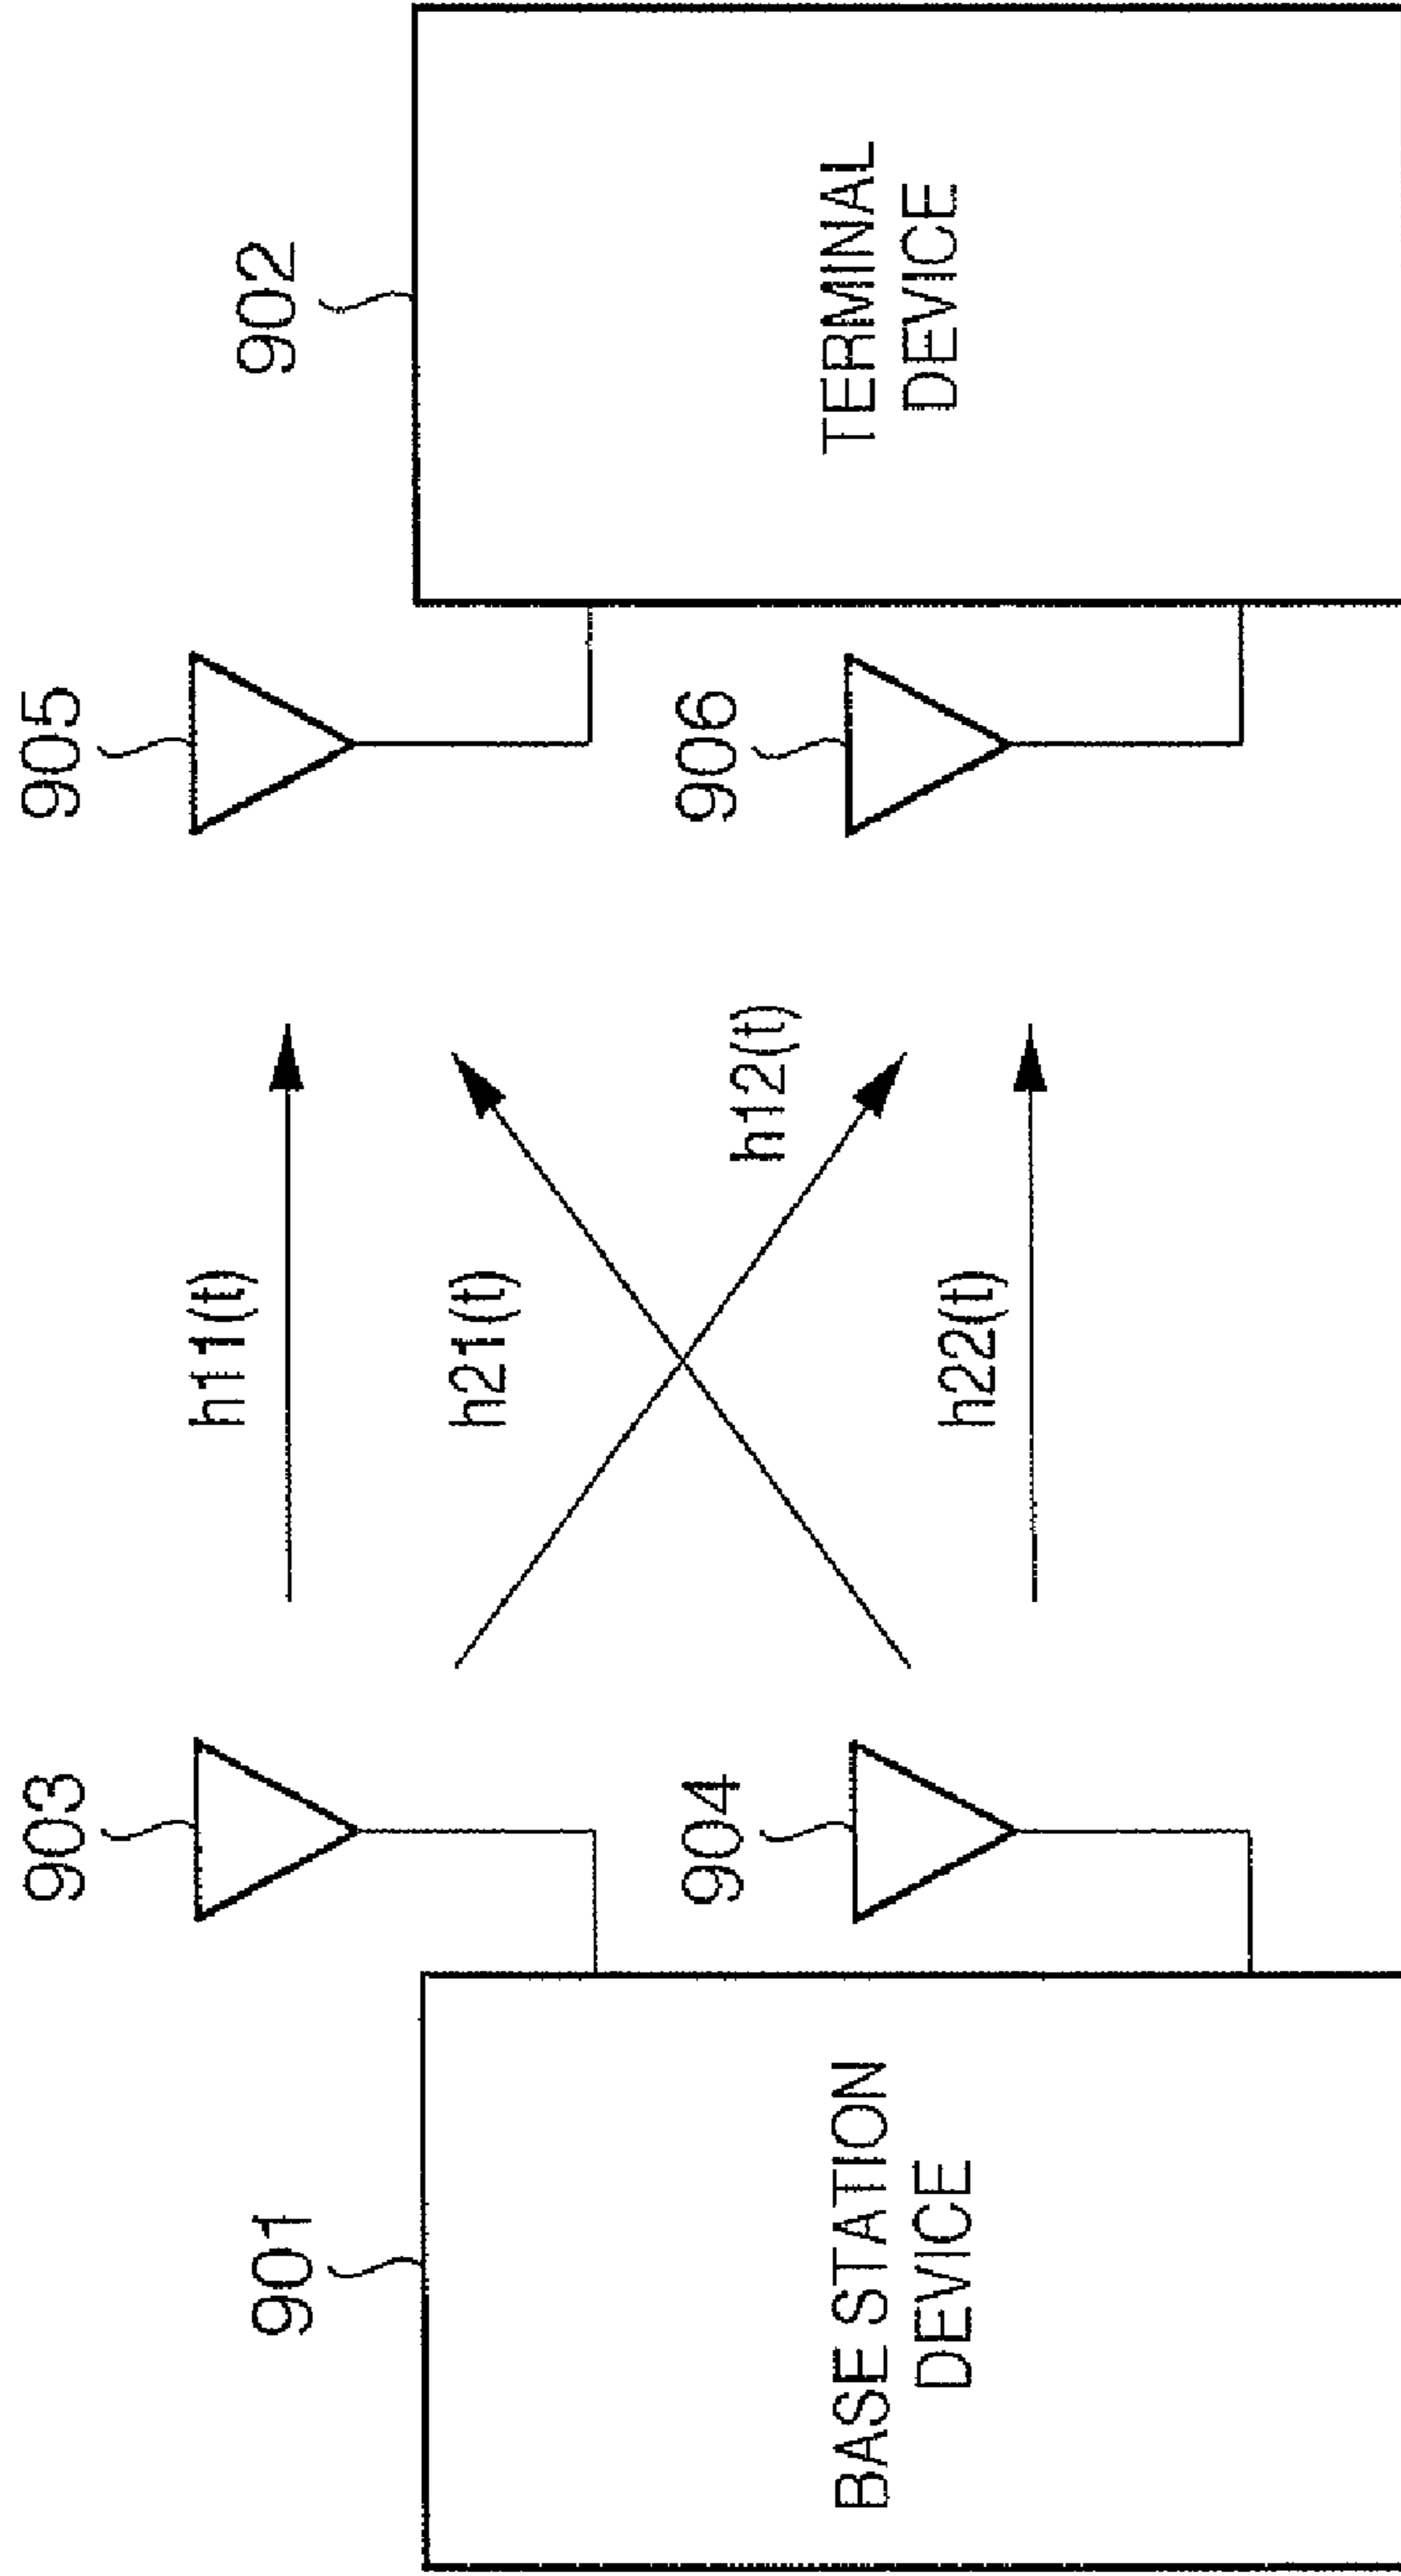 903
905
h11(t)
901
902
h21(t)
904
906
h12(t)
BASE STATION
DEVICE
TERMINAL
DEVICE
h22(t)